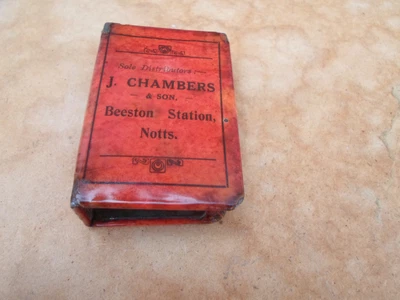 Sole Distributors
J. CHAMBERS
& SON,
Beeston Station,
Notts.